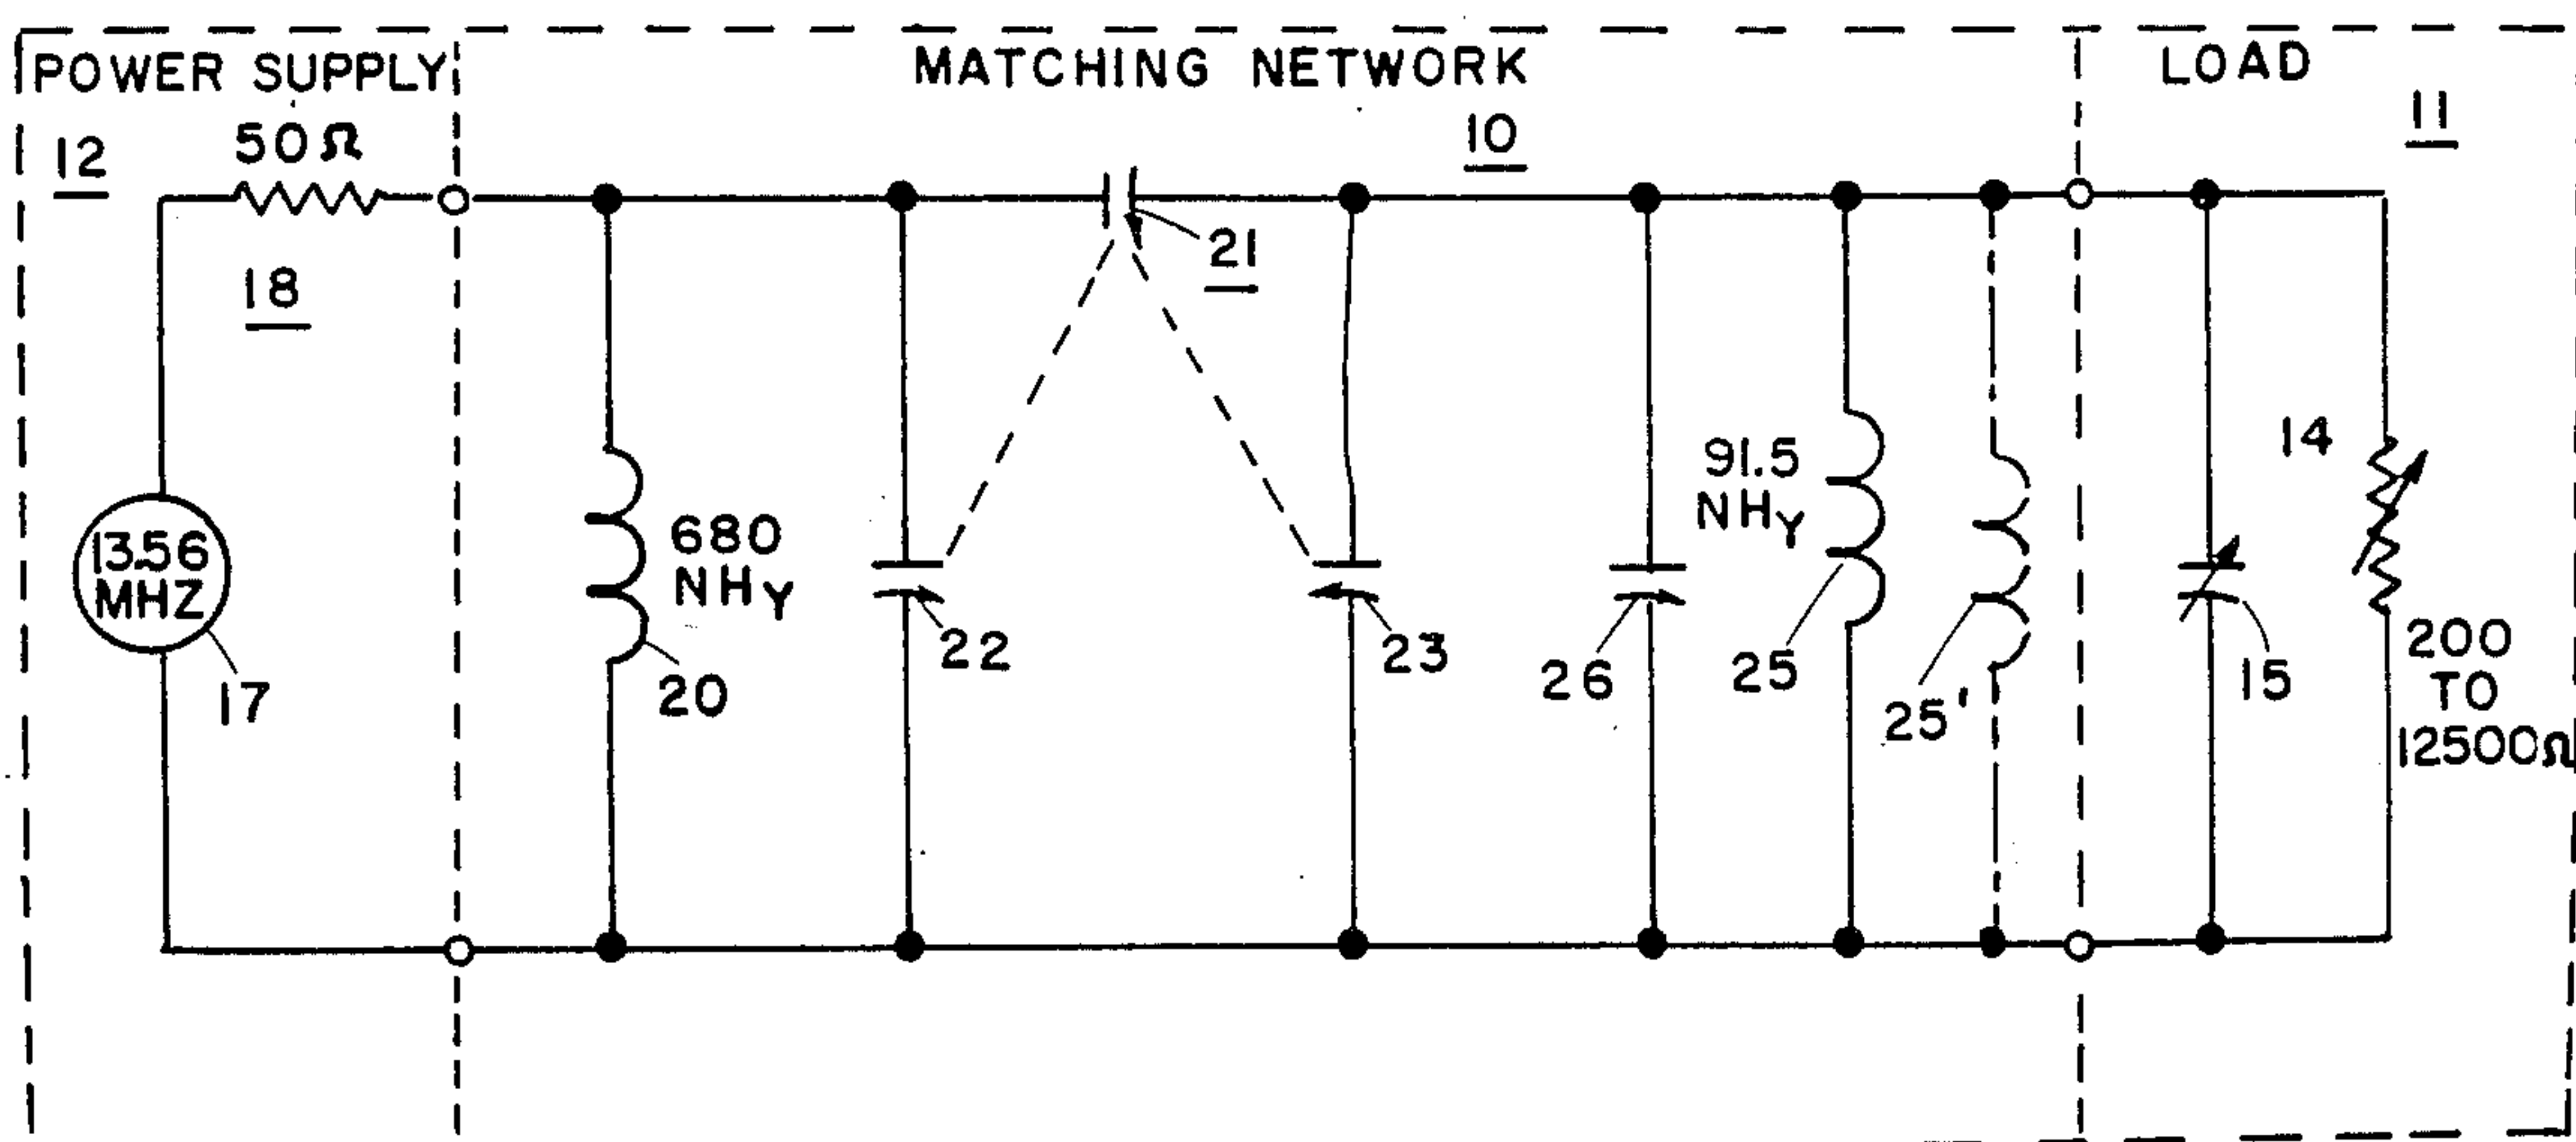 POWER SUPPLY
MATCHING NETWORK
LOAD
12
50Ω
10
11
18
21
13.56
MHZ
17
680
NHY
20
22
23
26
91.5
NHY
25
25'
15
14
200
TO
12500Ω